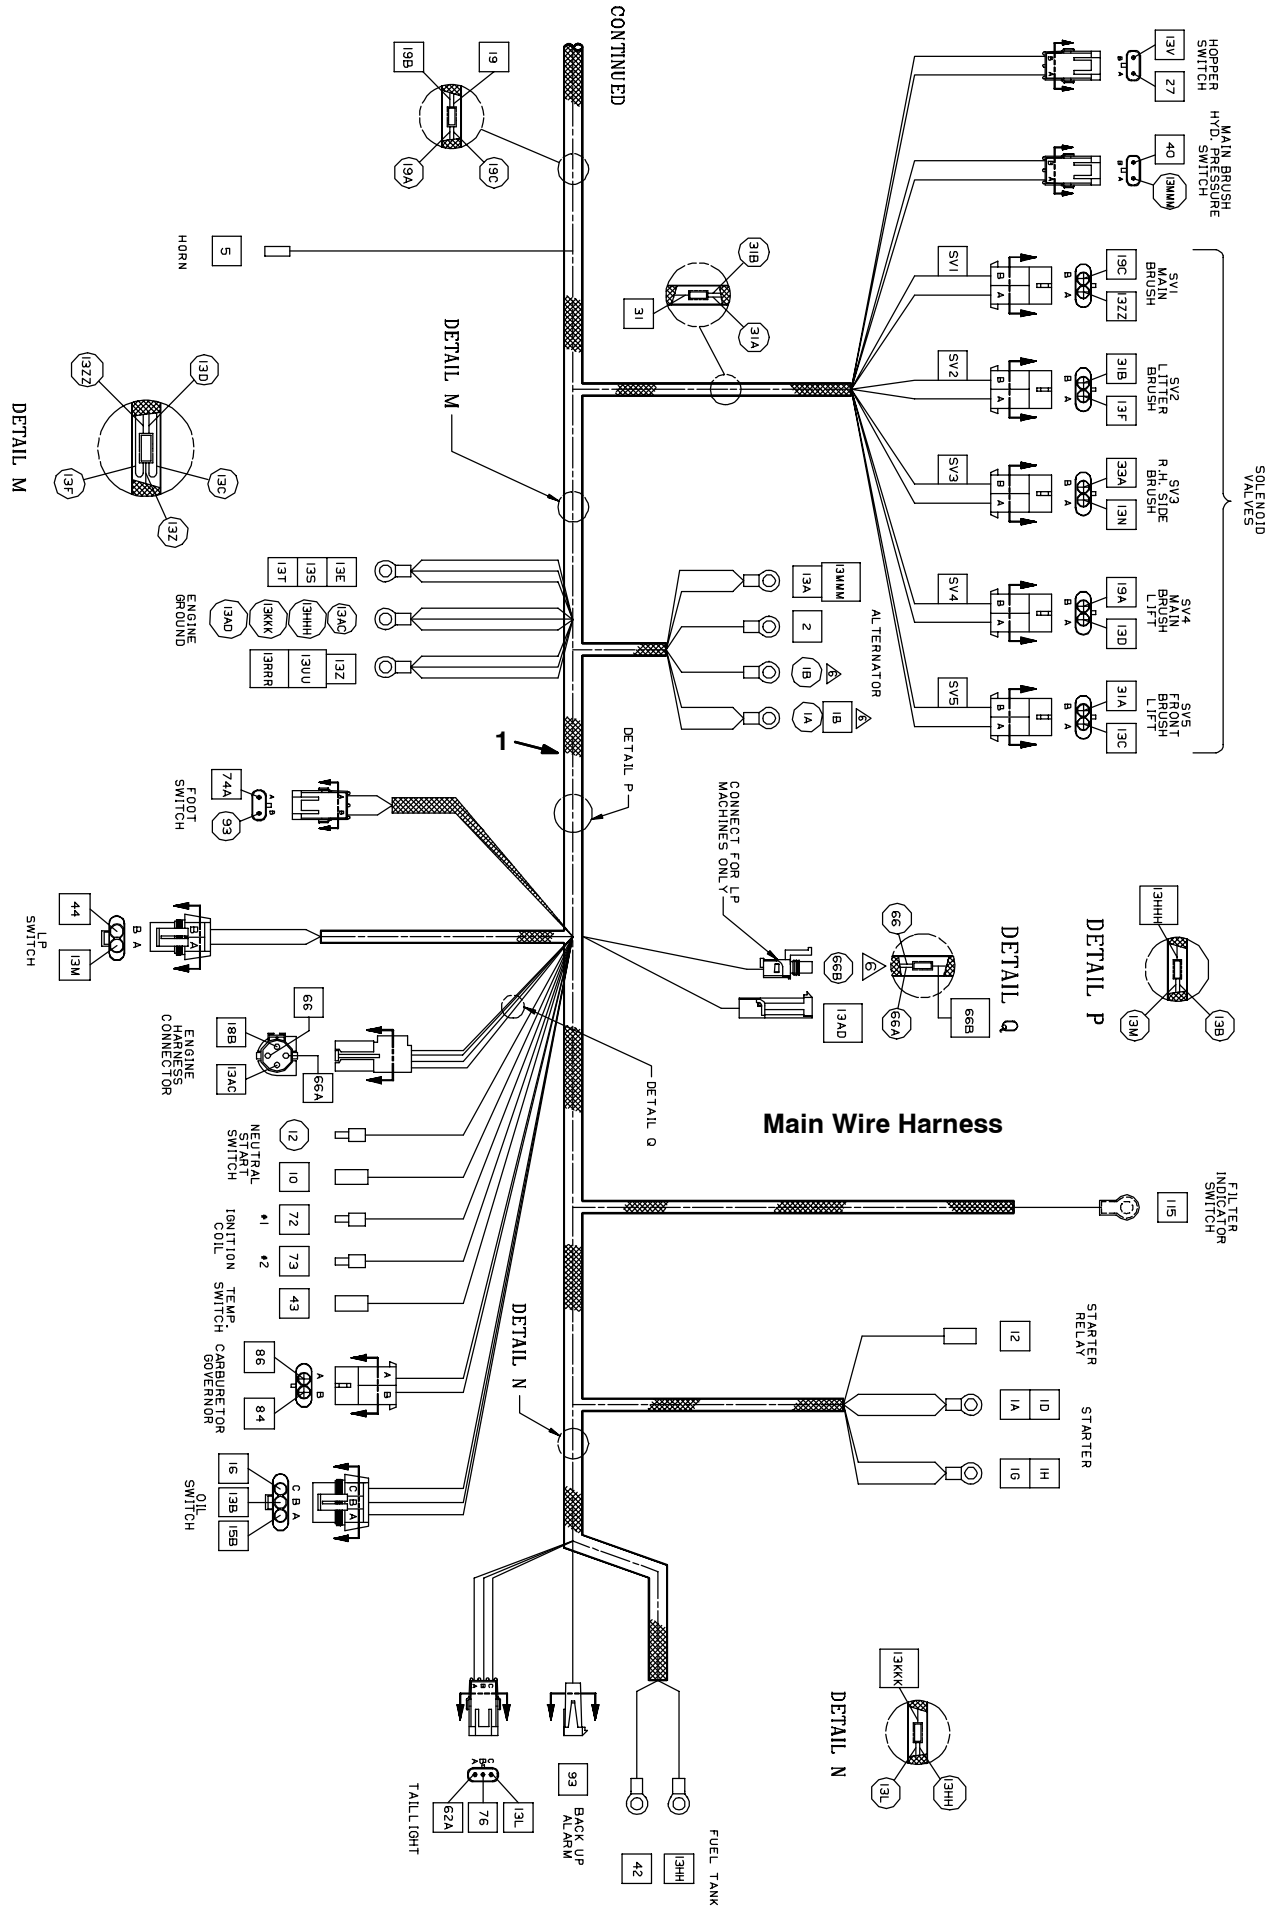 CONTINUED
HOPPER
SWITCH
13V
27
B
A
B
A
MAIN BRUSH
HYD. PRESSURE
SWITCH
40
13MMM
B
A
B
A
SOLENOID
VALVES
SV1
MAIN
BRUSH
19C
13ZZ
B
A
B
A
SV1
SV2
LITTER
BRUSH
31B
13F
B
A
B
A
SV2
SV3
R.H. SIDE
BRUSH
33A
13N
B
A
B
A
SV3
SV4
MAIN
BRUSH
LIFT
19A
13D
B
A
B
A
SV4
SV5
FRONT
BRUSH
LIFT
31A
13C
B
A
B
A
SV5
19B
19
19A
19C
5
HORN
31B
31
31A
DETAIL M
13ZZ
13D
13F
13C
13Z
DETAIL M
13T
13S
13E
13AD
13KKK
13HHH
13AC
13RRR
13UU
13Z
ENGINE
GROUND
13A
13MMM
2
1B
6
1A
1B
6
ALTERNATOR
1
DETAIL P
74A
93
A
B
A
B
FOOT
SWITCH
CONNECT FOR LP
MACHINES ONLY
66B
6
13AD
66
66A
66B
DETAIL Q
13HHH
13M
13B
DETAIL P
44
13M
B
A
B
A
LP
SWITCH
66
18B
13AC
66A
ENGINE
HARNESS
CONNECTOR
DETAIL Q
Main Wire Harness
12
10
NEUTRAL
START
SWITCH
72
73
#1
#2
IGNITION
COIL
43
TEMP.
SWITCH
86
84
A
B
A
B
CARBURETOR
GOVERNOR
16
13B
15B
C
B
A
C
B
A
OIL
SWITCH
FILTER
INDICATOR
SWITCH
115
STARTER
RELAY
12
STARTER
1A
1D
1G
1H
DETAIL N
13KKK
13L
13HH
DETAIL N
A
B
C
A
B
C
62A
76
13L
TAILLIGHT
93
BACK UP
ALARM
42
13HH
FUEL TANK